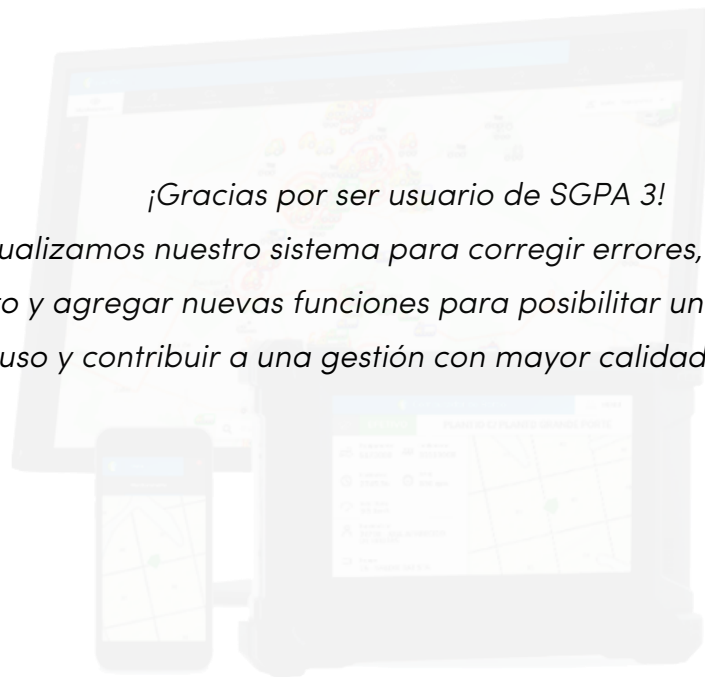 ¡Gracias por ser usuario de SGPA 3!
ualizamos nuestro sistema para corregir errores,
o y agregar nuevas funciones para posibilitar un
uso y contribuir a una gestión con mayor calidad